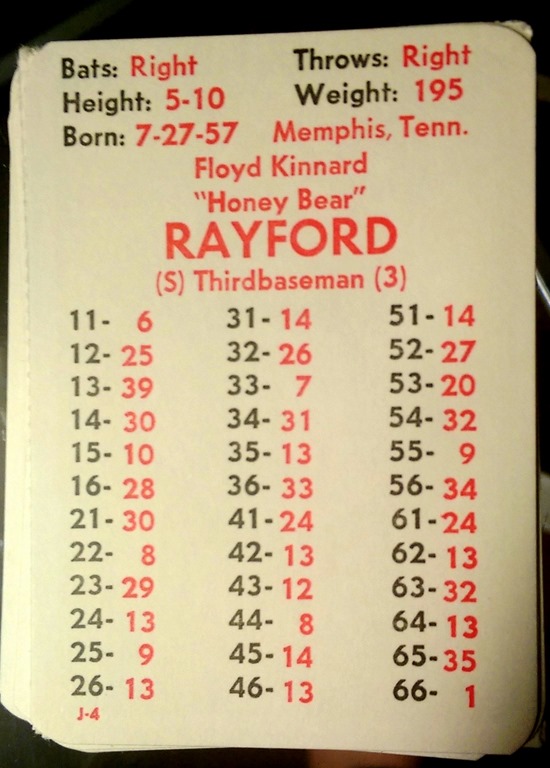 Bats: Right Throws: Right
Height: 5-10 Weight: 195
Born: 7-27-57 Memphis, Tenn.
Floyd Kinnard
"Honey Bear"
RAYFORD
(S) Thirdbaseman (3)
11- 6 31- 14 51- 14
12- 25 32- 26 52- 27
13- 39 33- 7 53- 20
14- 30 34- 31 54- 32
15- 10 35- 13 55- 9
16- 28 36- 33 56- 34
21- 30 41- 24 61- 24
22- 8 42- 13 62- 13
23- 29 43- 12 63- 32
24- 13 44- 8 64- 13
25- 9 45- 14 65- 35
26- 13 46- 13 66- 1
J-4